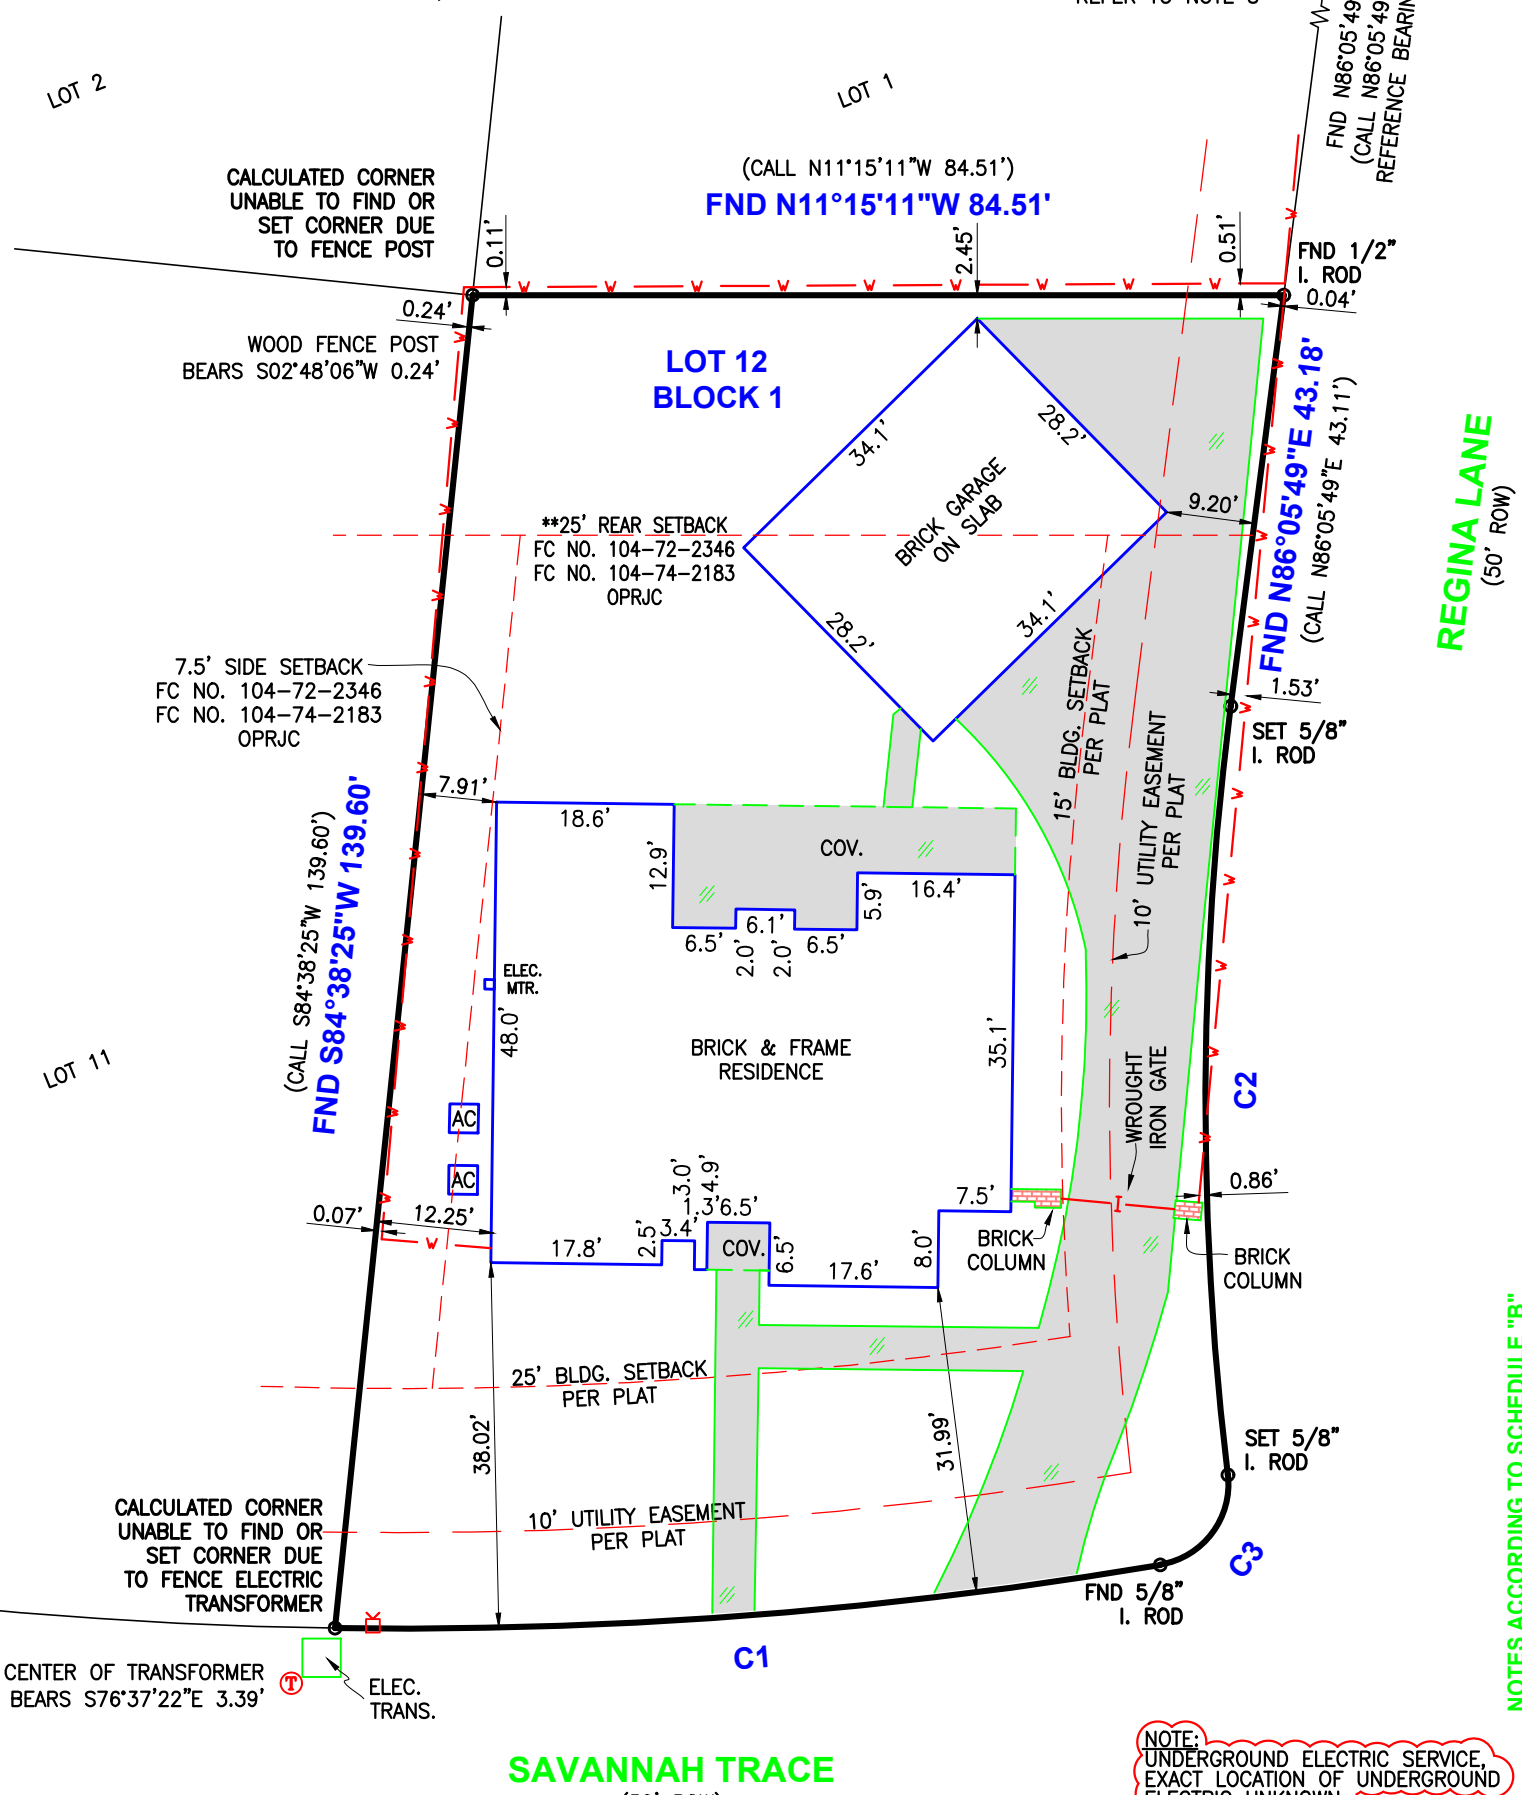 REFER TO NOTE
LOT 2
LOT 1
FND N86°05'49
(CALL N86°05'49
REFERENCE BEARIN
(CALL N11°15'11"W 84.51')
FND N11°15'11"W 84.51'
CALCULATED CORNER
UNABLE TO FIND OR
SET CORNER DUE
TO FENCE POST
0.11'
2.45'
0.51'
FND 1/2"
I. ROD
0.04'
0.24'
WOOD FENCE POST
BEARS S02°48'06"W 0.24'
LOT 12
BLOCK 1
34.1'
28.2'
BRICK GARAGE
ON SLAB
9.20'
28.2'
34.1'
FND N86°05'49"E 43.18'
(CALL N86°05'49"E 43.11')
REGINA LANE
(50' ROW)
**25' REAR SETBACK
FC NO. 104-72-2346
FC NO. 104-74-2183
OPRJC
7.5' SIDE SETBACK
FC NO. 104-72-2346
FC NO. 104-74-2183
OPRJC
1.53'
SET 5/8"
I. ROD
15' BLDG. SETBACK
PER PLAT
10' UTILITY EASEMENT
PER PLAT
7.91'
18.6'
12.9'
COV.
5.9'
16.4'
6.5'
6.1'
6.5'
2.0'
2.0'
(CALL S84°38'25"W 139.60')
FND S84°38'25"W 139.60'
ELEC.
MTR.
48.0'
35.1'
BRICK & FRAME
RESIDENCE
LOT 11
AC
AC
WROUGHT
IRON GATE
C2
I
0.86'
0.07'
12.25'
17.8'
2.5'
3.4'
3.0'
1.3'
4.9'
6.5'
COV.
6.5'
17.6'
8.0'
7.5'
BRICK
COLUMN
BRICK
COLUMN
25' BLDG. SETBACK
PER PLAT
38.02'
31.99'
SET 5/8"
I. ROD
10' UTILITY EASEMENT
PER PLAT
CALCULATED CORNER
UNABLE TO FIND OR
SET CORNER DUE
TO FENCE ELECTRIC
TRANSFORMER
C3
FND 5/8"
I. ROD
C1
CENTER OF TRANSFORMER
BEARS S76°37'22"E 3.39'
T
ELEC.
TRANS.
SAVANNAH TRACE
NOTES ACCORDING TO SCHEDULE "B"
NOTE:
UNDERGROUND ELECTRIC SERVICE,
EXACT LOCATION OF UNDERGROUND
ELECTRIC UNKNOWN